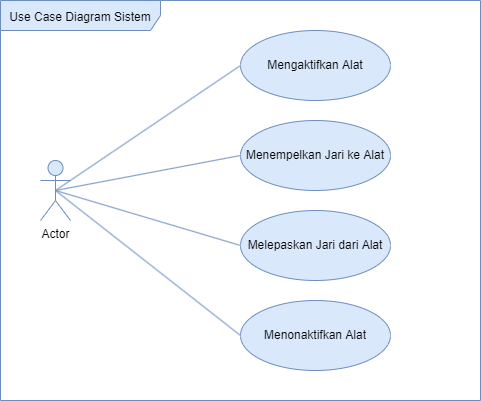 Use Case Diagram Sistem
Mengaktifkan Alat
Menempelkan Jari ke Alat
Actor
Melepaskan Jari dari Alat
Menonaktifkan Alat